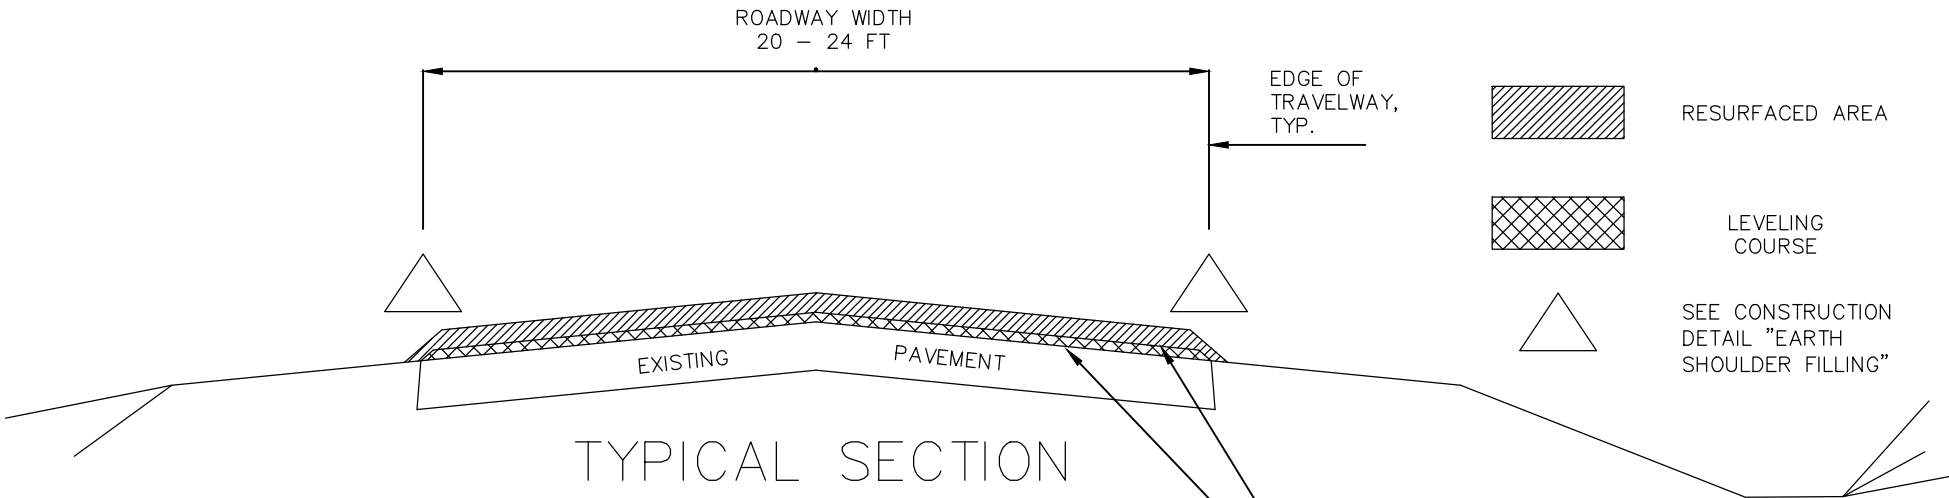 ROADWAY WIDTH
20 – 24 FT
EDGE OF
TRAVELWAY,
TYP.
RESURFACED AREA
LEVELING
COURSE
SEE CONSTRUCTION
DETAIL "EARTH
SHOULDER FILLING"
EXISTING
PAVEMENT
TYPICAL SECTION